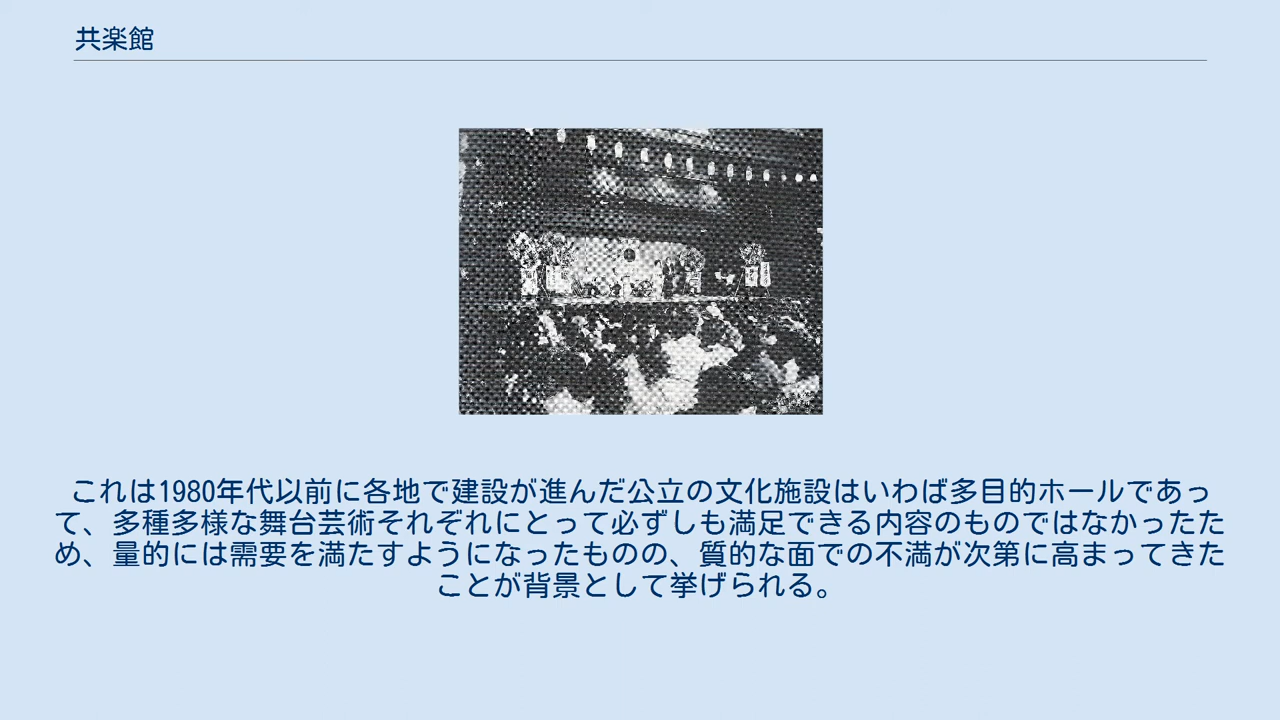 共楽館
これは1980年代以前に各地で建設が進んだ公立の文化施設はいわば多目的ホールであっ
て、多種多様な舞台芸術それぞれにとって必ずしも満足できる内容のものではなかったた
め、量的には需要を満たすようになったものの、質的な面での不満が次第に高まってきた
ことが背景として挙げられる。